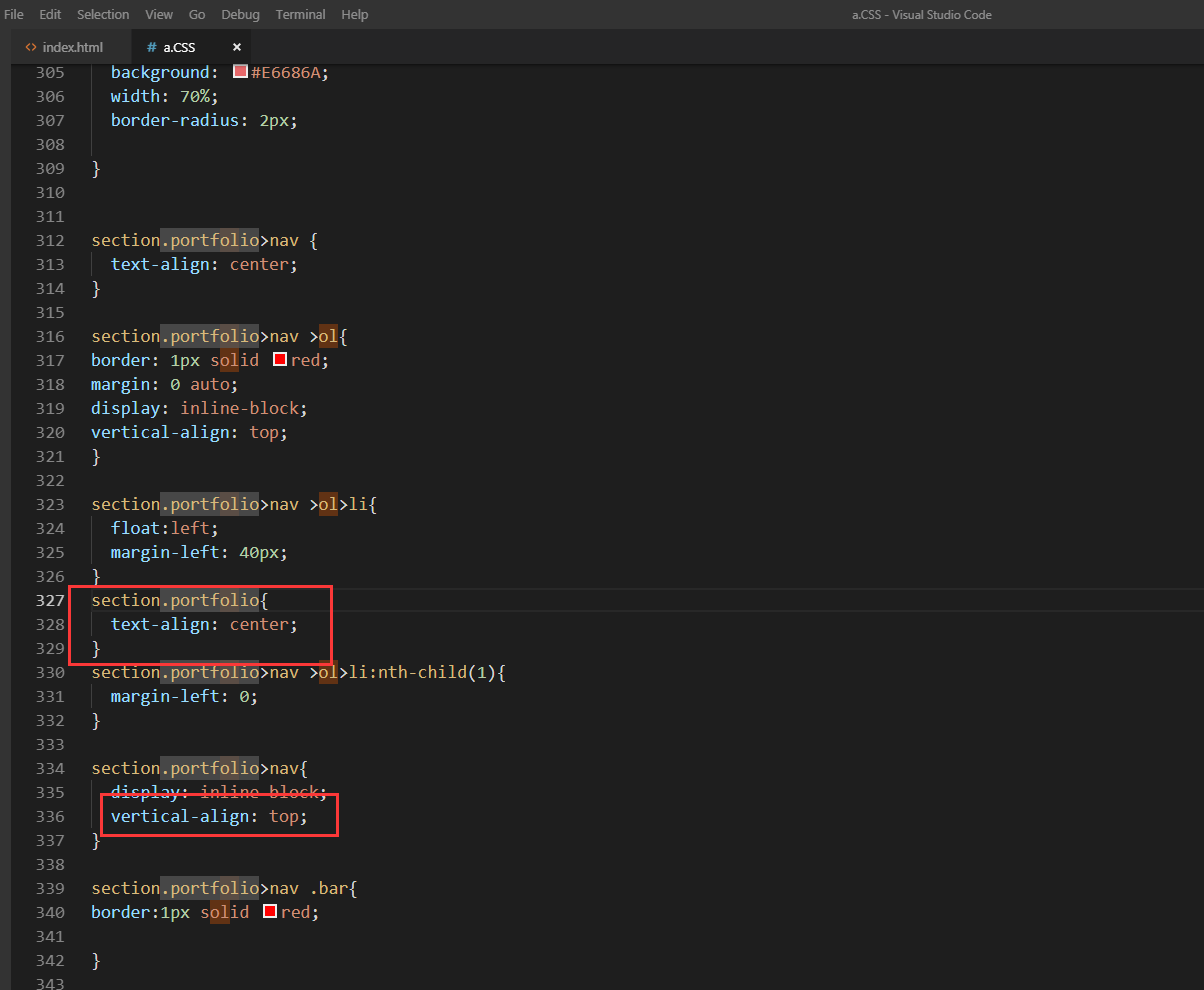 File Edit Selection View Go Debug Terminal Help a.CSS - Visual Studio Code
<> index.html # a.CSS ×
305 background: #E6686A;
306 width: 70%;
307 border-radius: 2px;
308
309 }
310
311
312 section.portfolio>nav {
313 text-align: center;
314 }
315
316 section.portfolio>nav >ol{
317 border: 1px solid red;
318 margin: 0 auto;
319 display: inline-block;
320 vertical-align: top;
321 }
322
323 section.portfolio>nav >ol>li{
324 float:left;
325 margin-left: 40px;
326 }
327 section.portfolio{
328 text-align: center;
329 }
330 section.portfolio>nav >ol>li:nth-child(1){
331 margin-left: 0;
332 }
333
334 section.portfolio>nav{
335 display: inline-block;
336 vertical-align: top;
337 }
338
339 section.portfolio>nav .bar{
340 border:1px solid red;
341
342 }
343